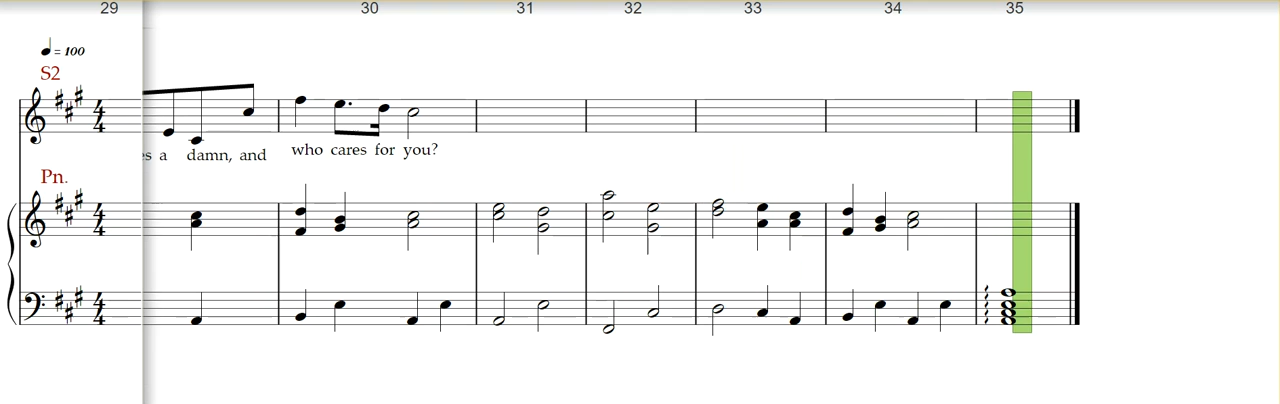 29 30 31 32 33 34 35
= 100
S2
a damn, and who cares for you?
Pn.